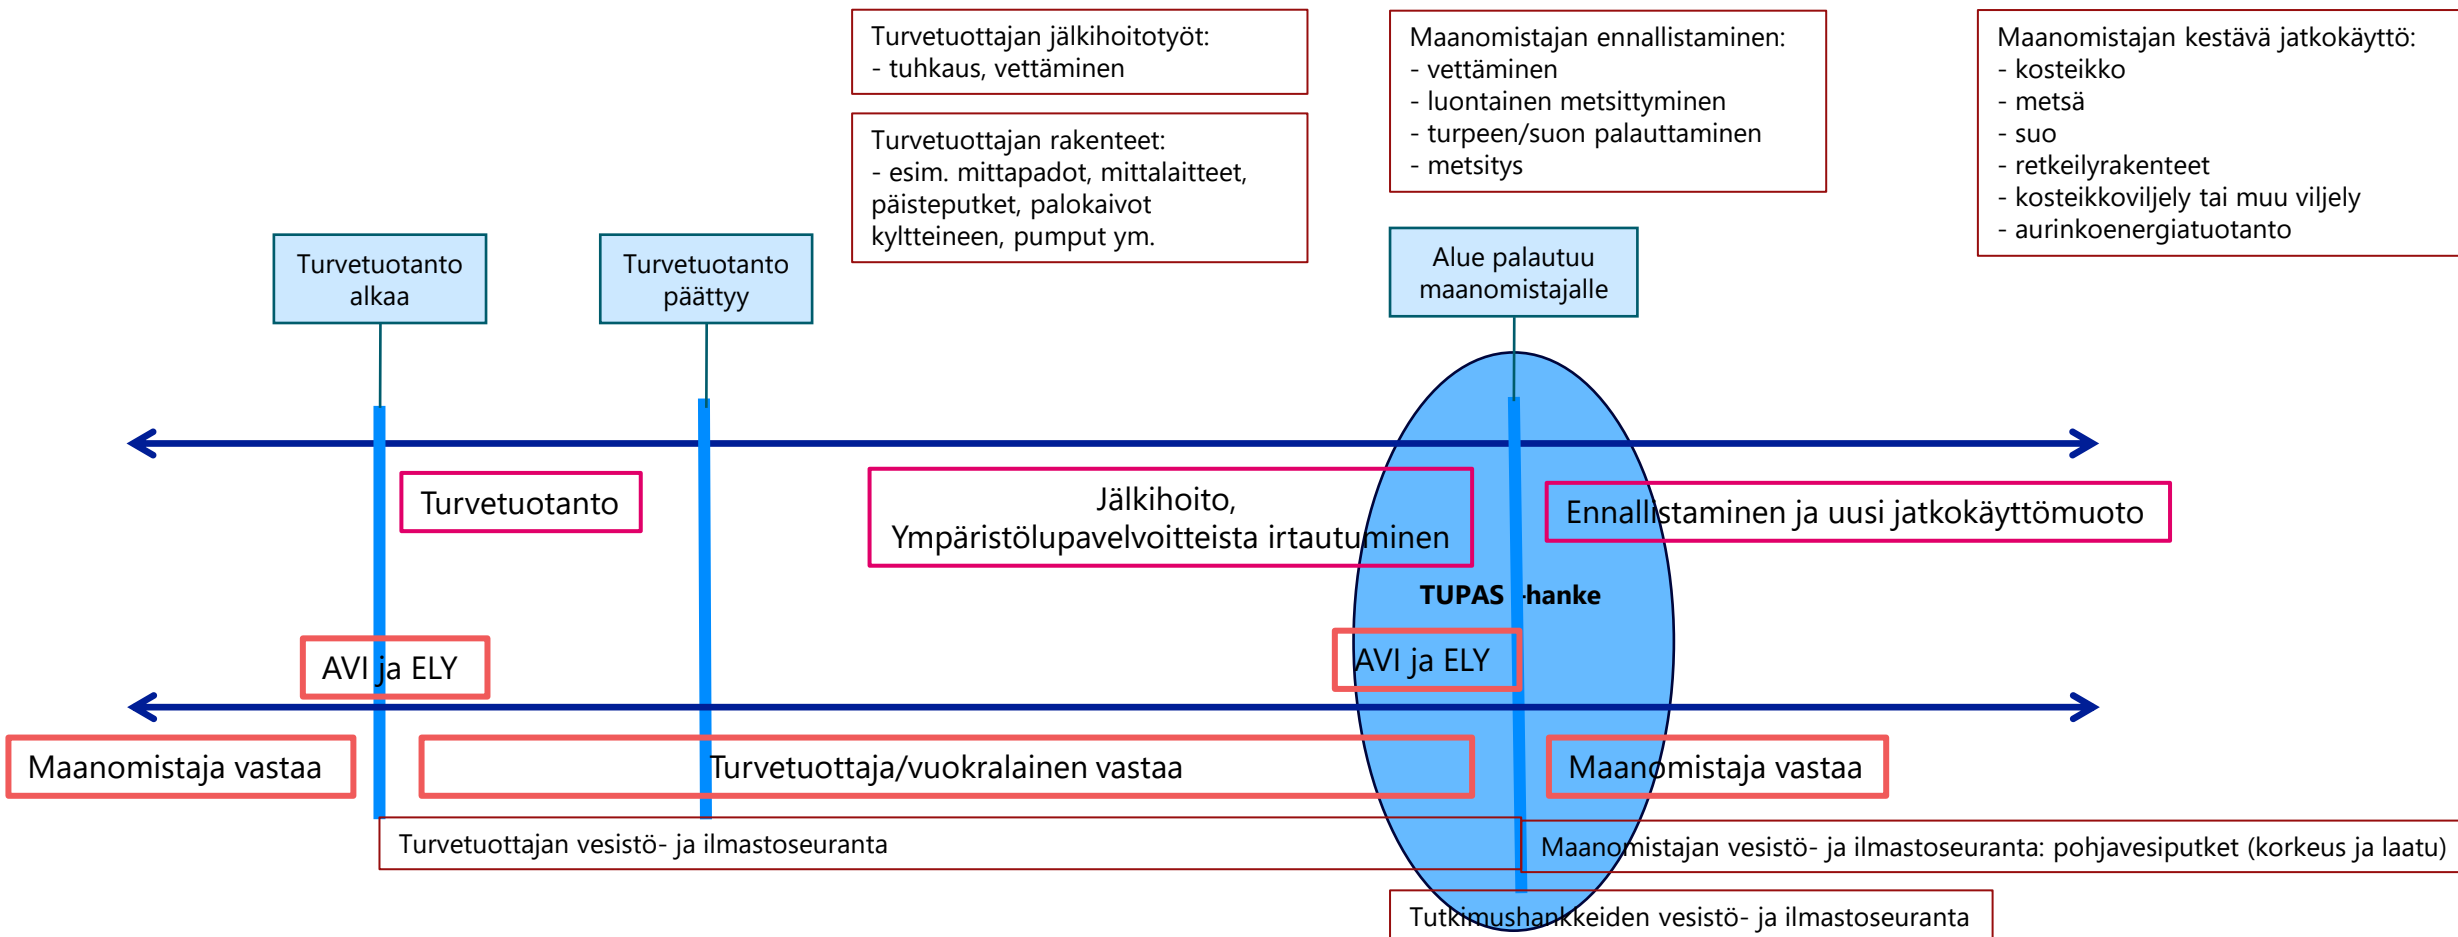 Turvetuottajan jälkihoitotyöt:
- tuhkaus, vettäminen
Turvetuottajan rakenteet:
- esim. mittapadot, mittalaitteet,
päisteputket, palokaivot
kyltteineen, pumput ym.
Maanomistajan ennallistaminen:
- vettäminen
- luontainen metsittyminen
- turpeen/suon palauttaminen
- metsitys
Maanomistajan kestävä jatkokäyttö:
- kosteikko
- metsä
- suo
- retkeilyrakenteet
- kosteikkoviljely tai muu viljely
- aurinkoenergiatuotanto
Turvetuotanto
alkaa
Turvetuotanto
päättyy
Alue palautuu
maanomistajalle
Turvetuotanto
Jälkihoito,
Ympäristölupavelvoitteista irtautuminen
Ennallistaminen ja uusi jatkokäyttömuoto
TUPAS -hanke
AVI ja ELY
AVI ja ELY
Maanomistaja vastaa
Turvetuottaja/vuokralainen vastaa
Maanomistaja vastaa
Turvetuottajan vesistö- ja ilmastoseuranta
Maanomistajan vesistö- ja ilmastoseuranta: pohjavesiputket (korkeus ja laatu)
Tutkimushankkeiden vesistö- ja ilmastoseuranta